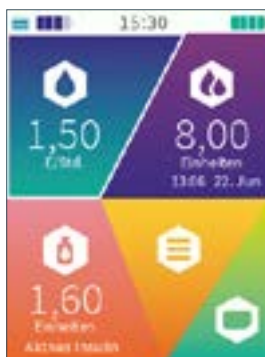 15:30
1,50
E/Std.
8,00
Einheiten
13:06 22. Jun
1,60
Einheiten
Aktives Insulin